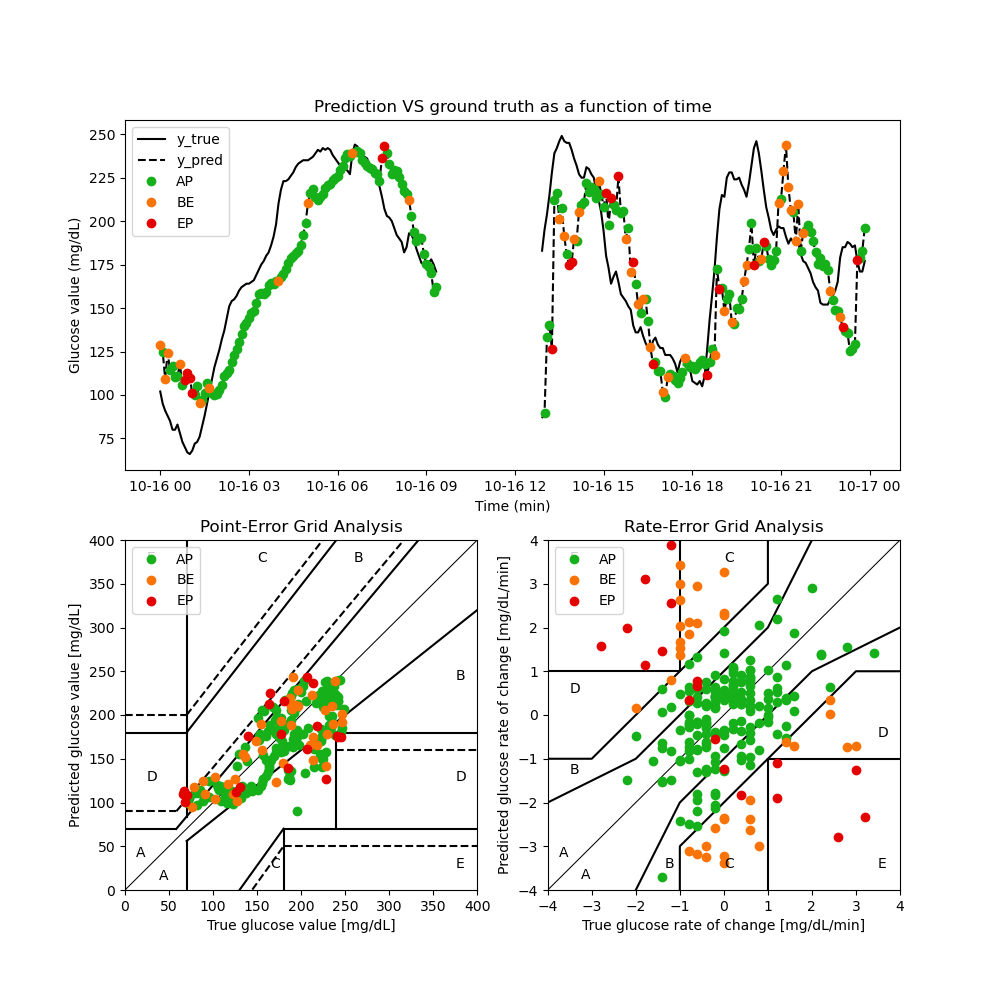 Prediction VS ground truth as a function of time
Glucose value (mg/dL)
250
225
200
175
150
125
100
75
y_true
y_pred
AP
BE
EP
10-16 00 10-16 03 10-16 06 10-16 09 10-16 12 10-16 15 10-16 18 10-16 21 10-17 00
Time (min)
Point-Error Grid Analysis
Predicted glucose value [mg/dL]
400
350
300
250
200
150
100
50
0
AP
BE
EP
C
B
B
D
D
A
A
C
E
0 50 100 150 200 250 300 350 400
True glucose value [mg/dL]
Rate-Error Grid Analysis
Predicted glucose rate of change [mg/dL/min]
4
3
2
1
0
−1
−2
−3
−4
AP
BE
EP
C
D
D
B
A
A
B
C
E
−4 −3 −2 −1 0 1 2 3 4
True glucose rate of change [mg/dL/min]